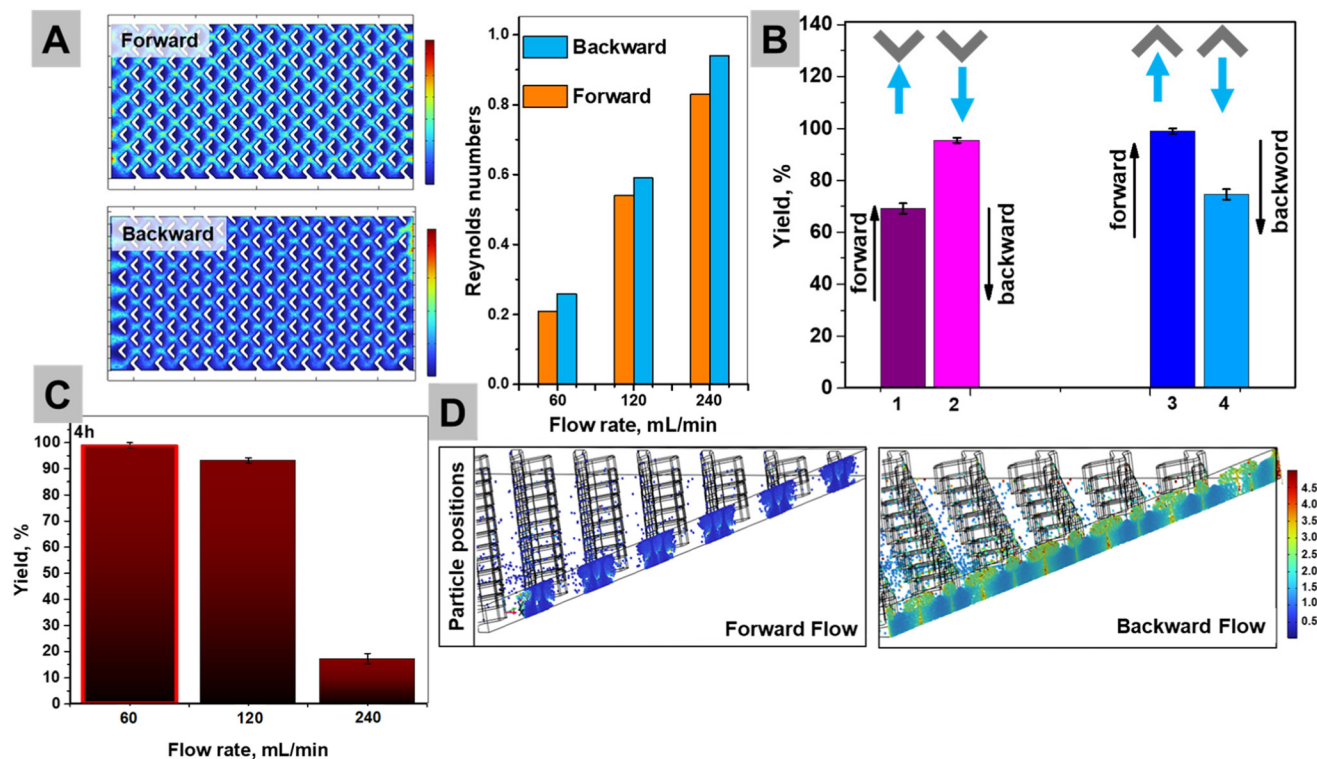 A
Forward
Backward
Reynolds nuumbers
1.0
0.8
0.6
0.4
0.2
0.0
Backward
Forward
60
120
240
Flow rate, mL/min
B
Yield, %
140
120
100
80
60
40
20
0
forward
backward
forward
backword
1
2
3
4
C
4h
Yield, %
100
90
80
70
60
50
40
30
20
10
0
60
120
240
Flow rate, mL/min
D
Particle positions
Forward Flow
Backward Flow
4.5
4.0
3.5
3.0
2.5
2.0
1.5
1.0
0.5